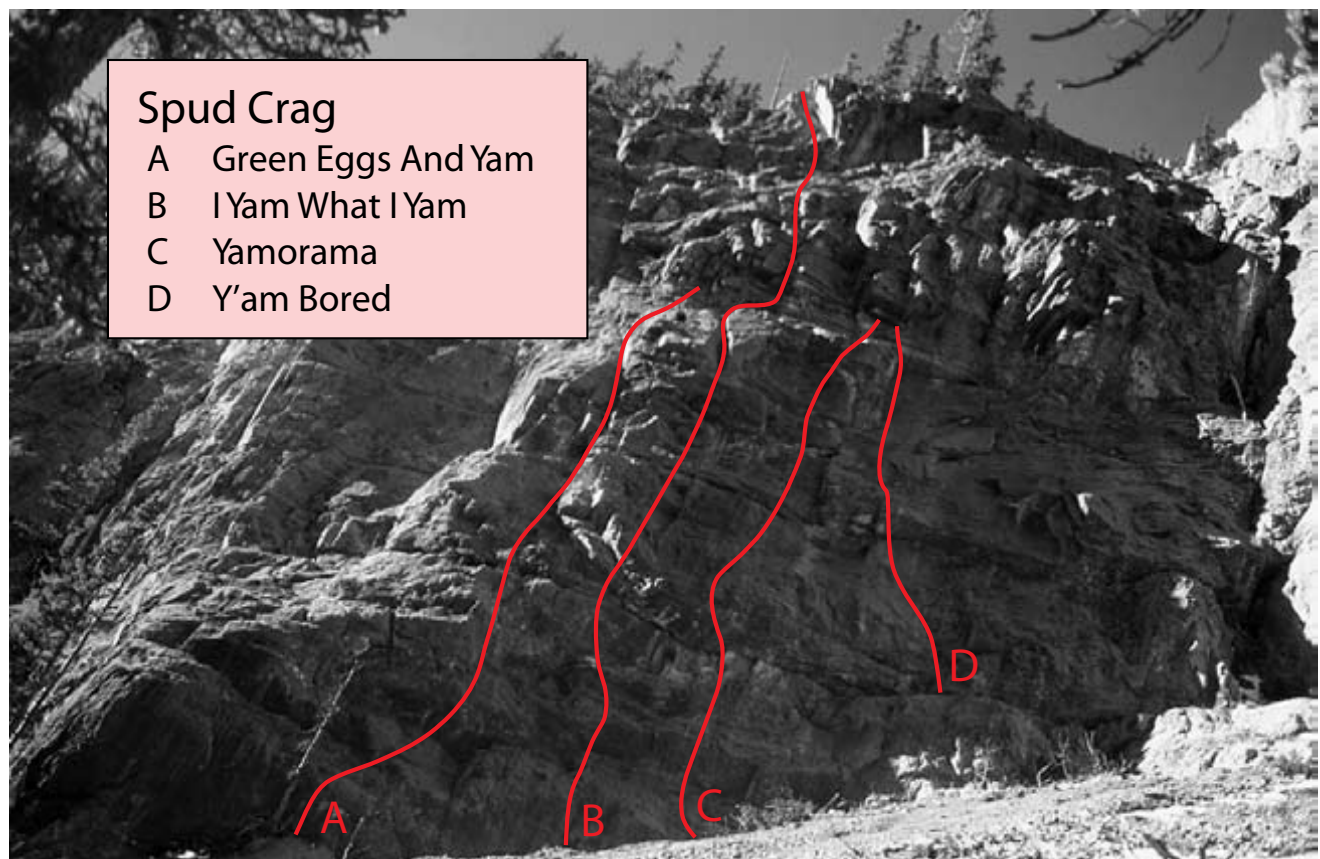 Spud Crag
A Green Eggs And Yam
B I Yam What I Yam
C Yamorama
D Y'am Bored
D
A
B
C